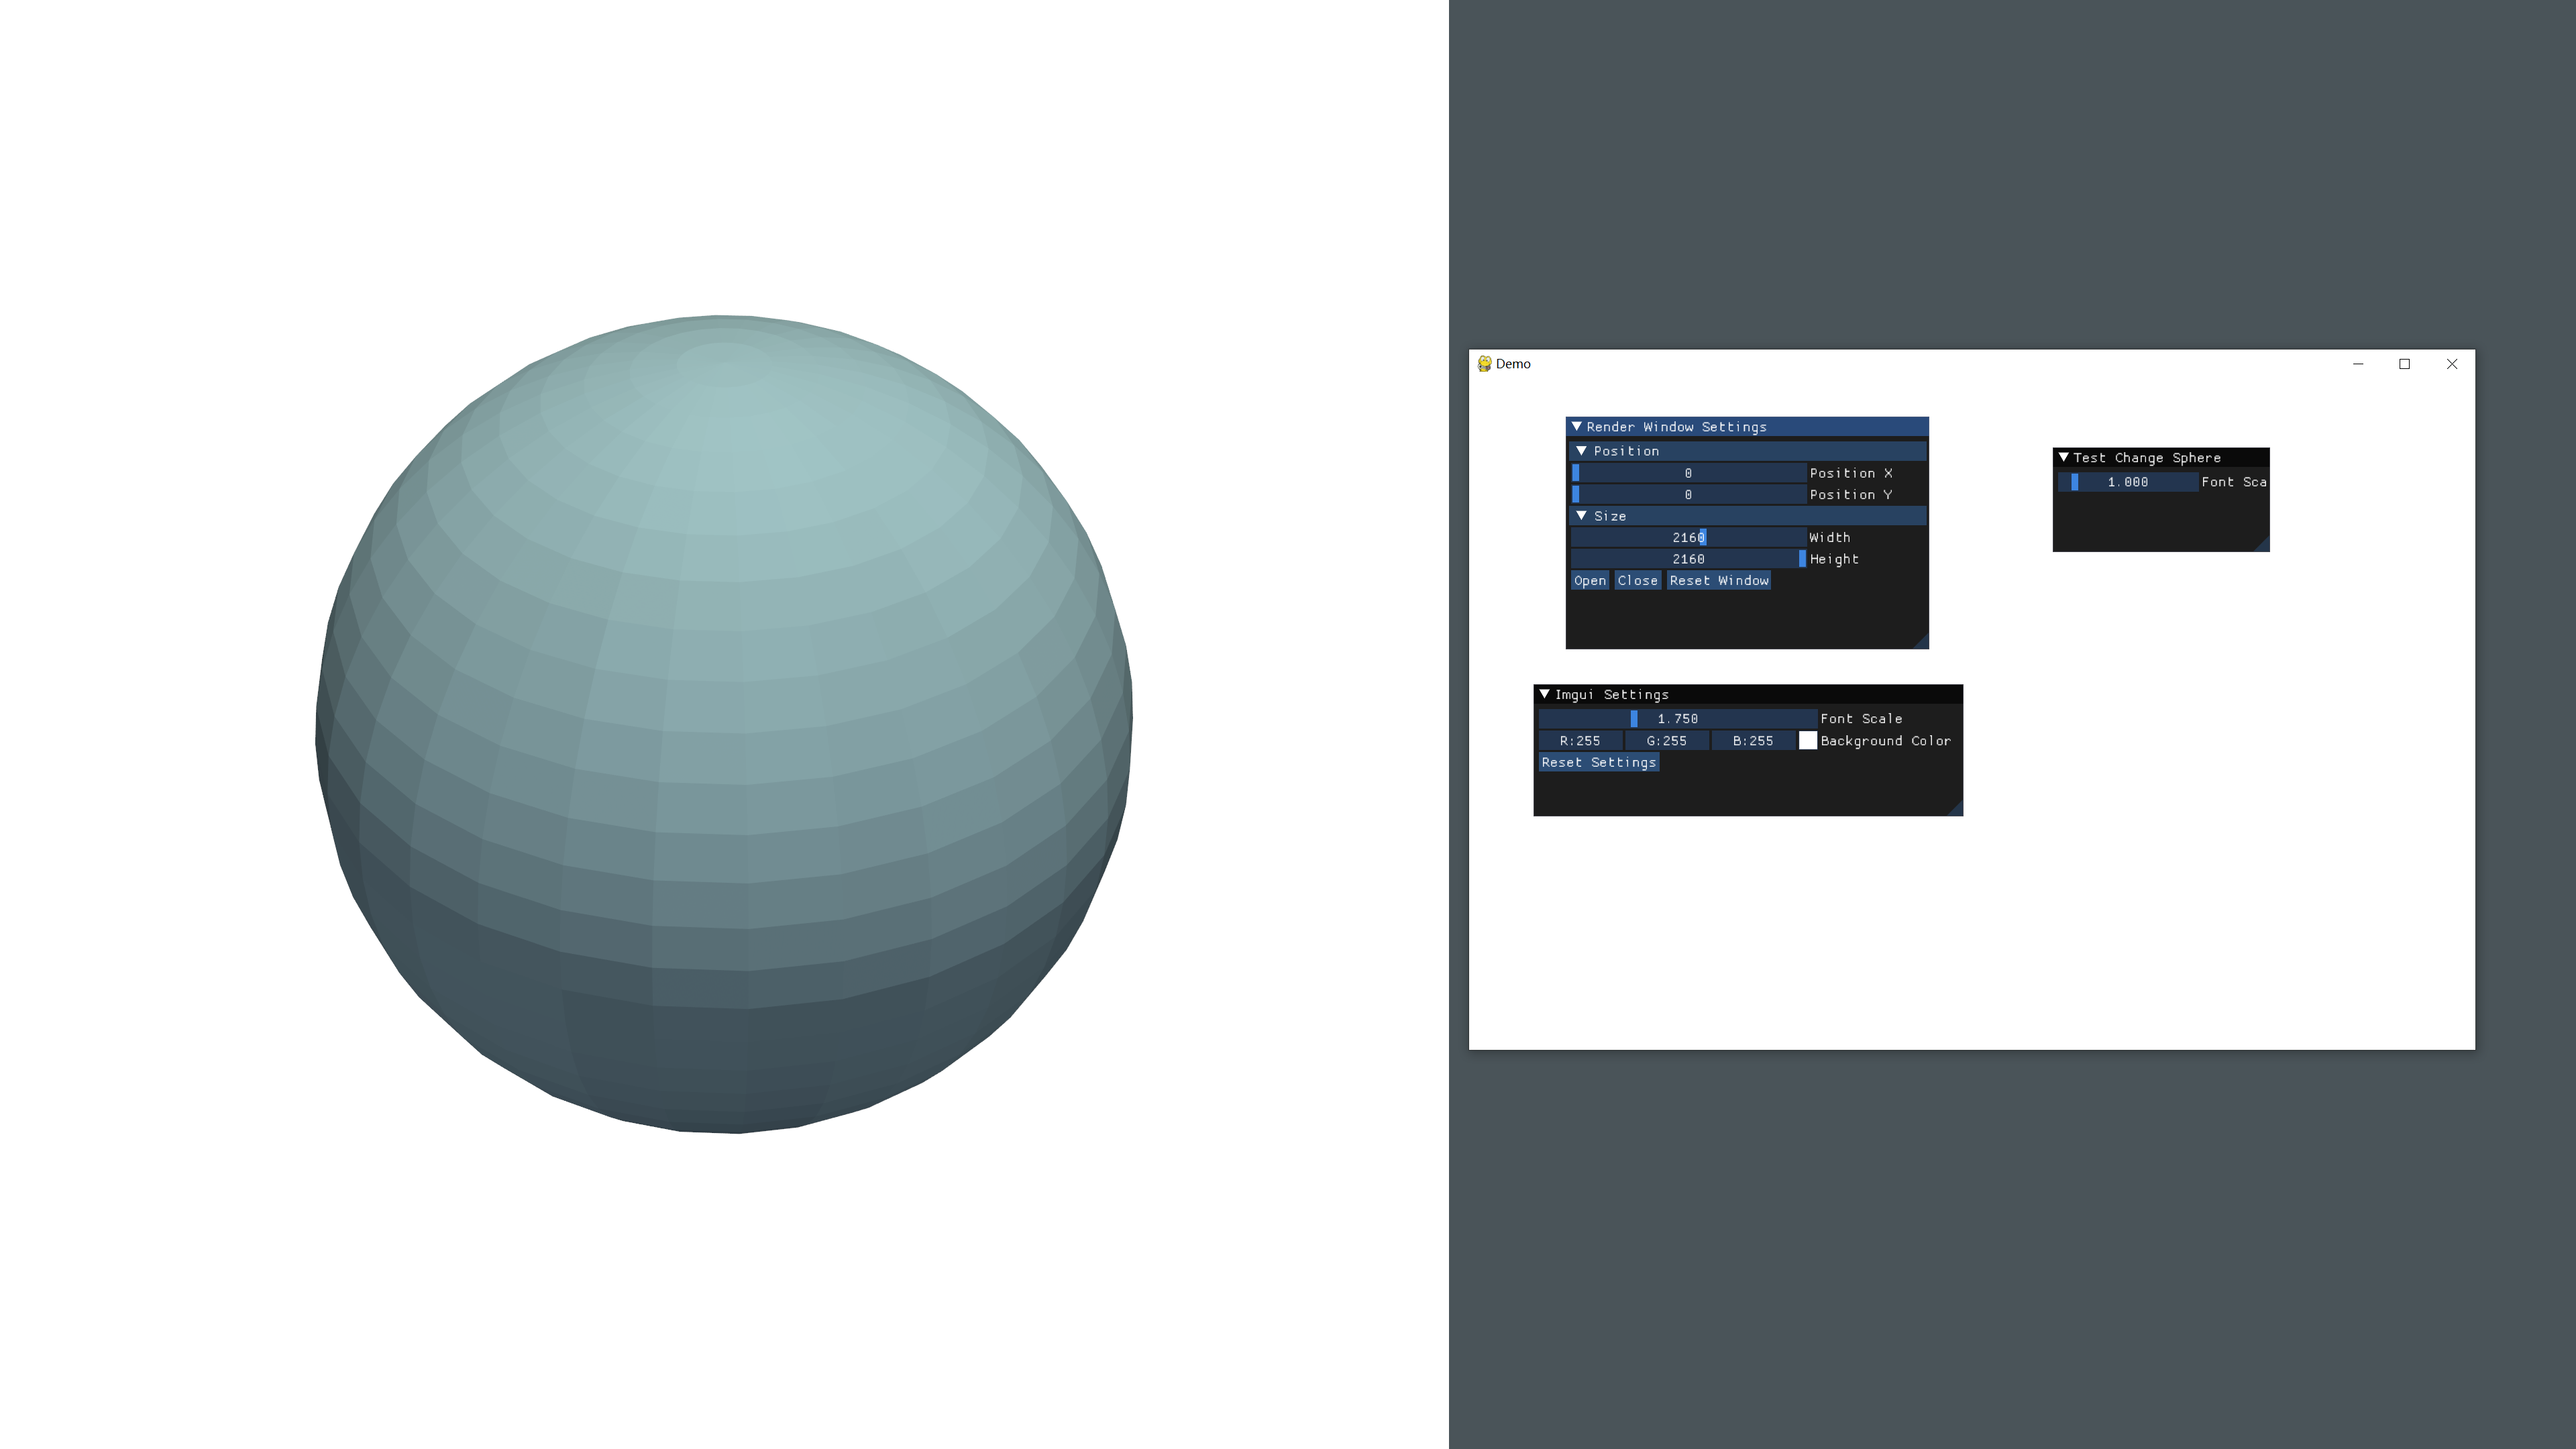 Demo
Render Window Settings
Position
0 Position X
0 Position Y
Size
2160 Width
2160 Height
Open Close Reset Window
Test Change Sphere
1.000 Font Sca
Imgui Settings
1.750 Font Scale
R:255 G:255 B:255 Background Color
Reset Settings